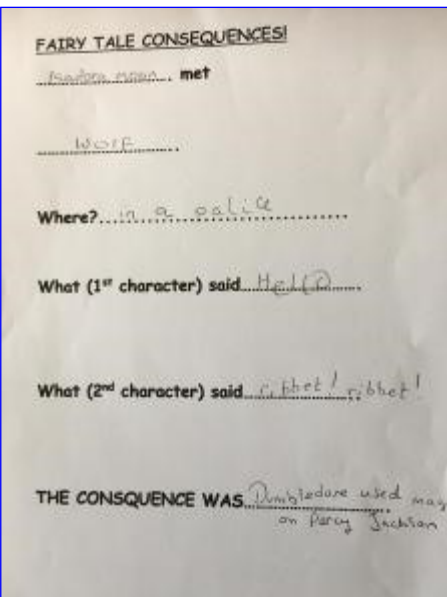 FAIRY TALE CONSEQUENCES!
Isadora moon met
Wolf
Where? in a palice
What (1st character) said Hello
What (2nd character) said ribbet! ribbet!
THE CONSQUENCE WAS Dumbledore used
on Percy Jackson